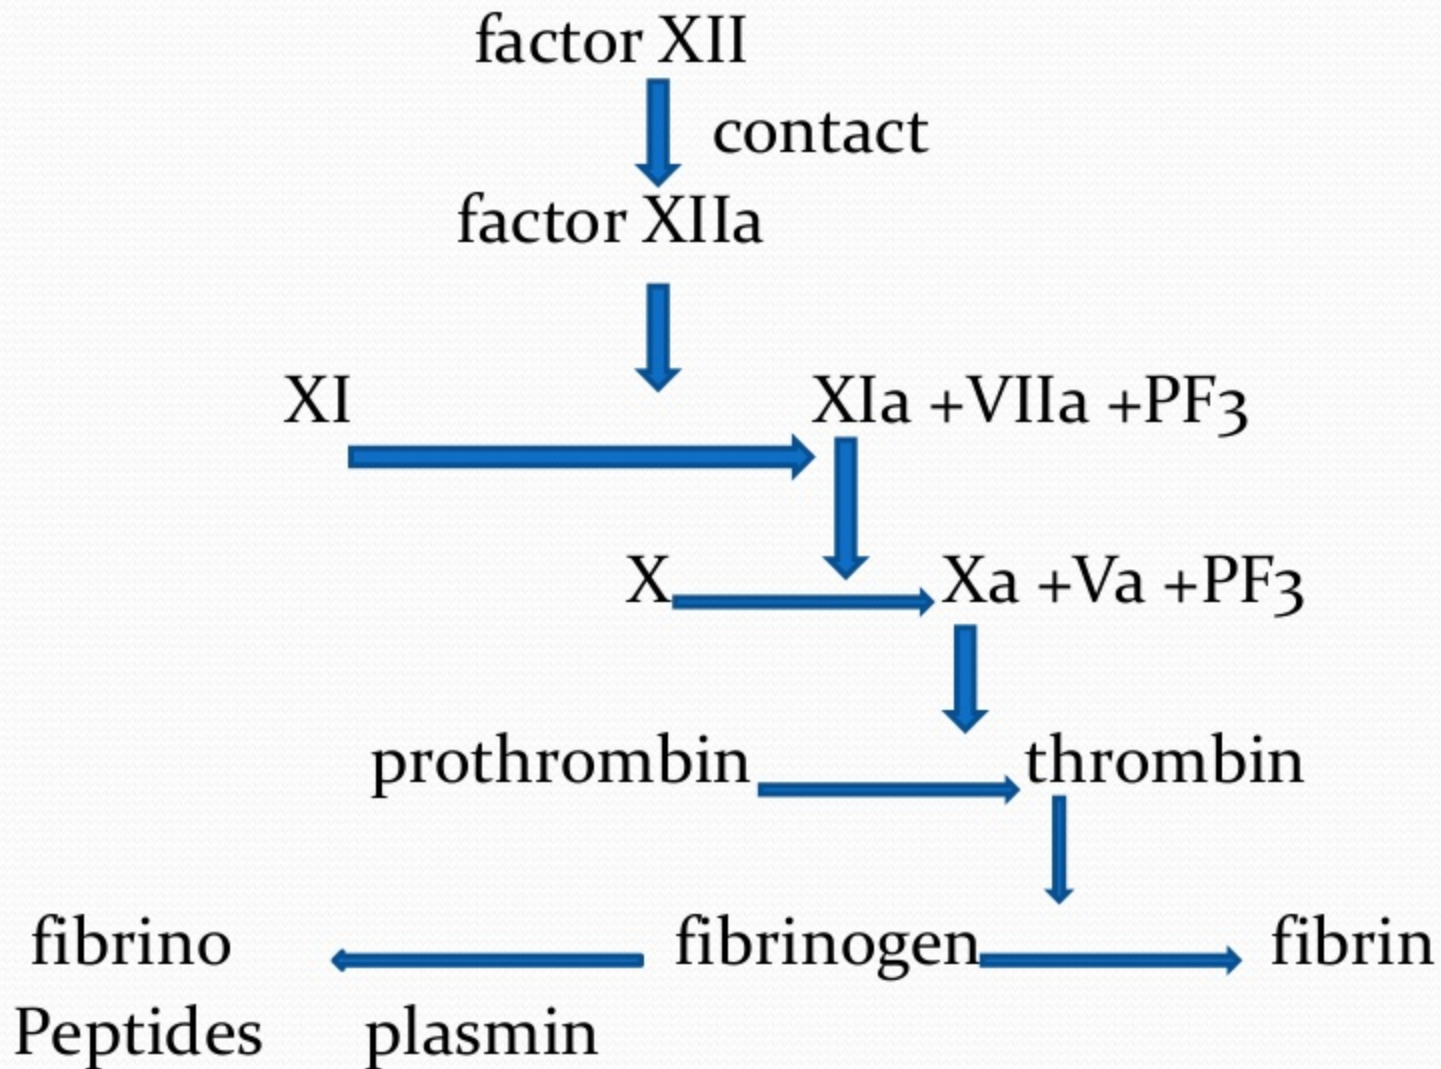 factor XII
contact
factor XIIa
XI XIa +VIIa +PF3
X Xa +Va +PF3
prothrombin thrombin
fibrino fibrinogen fibrin
Peptides plasmin